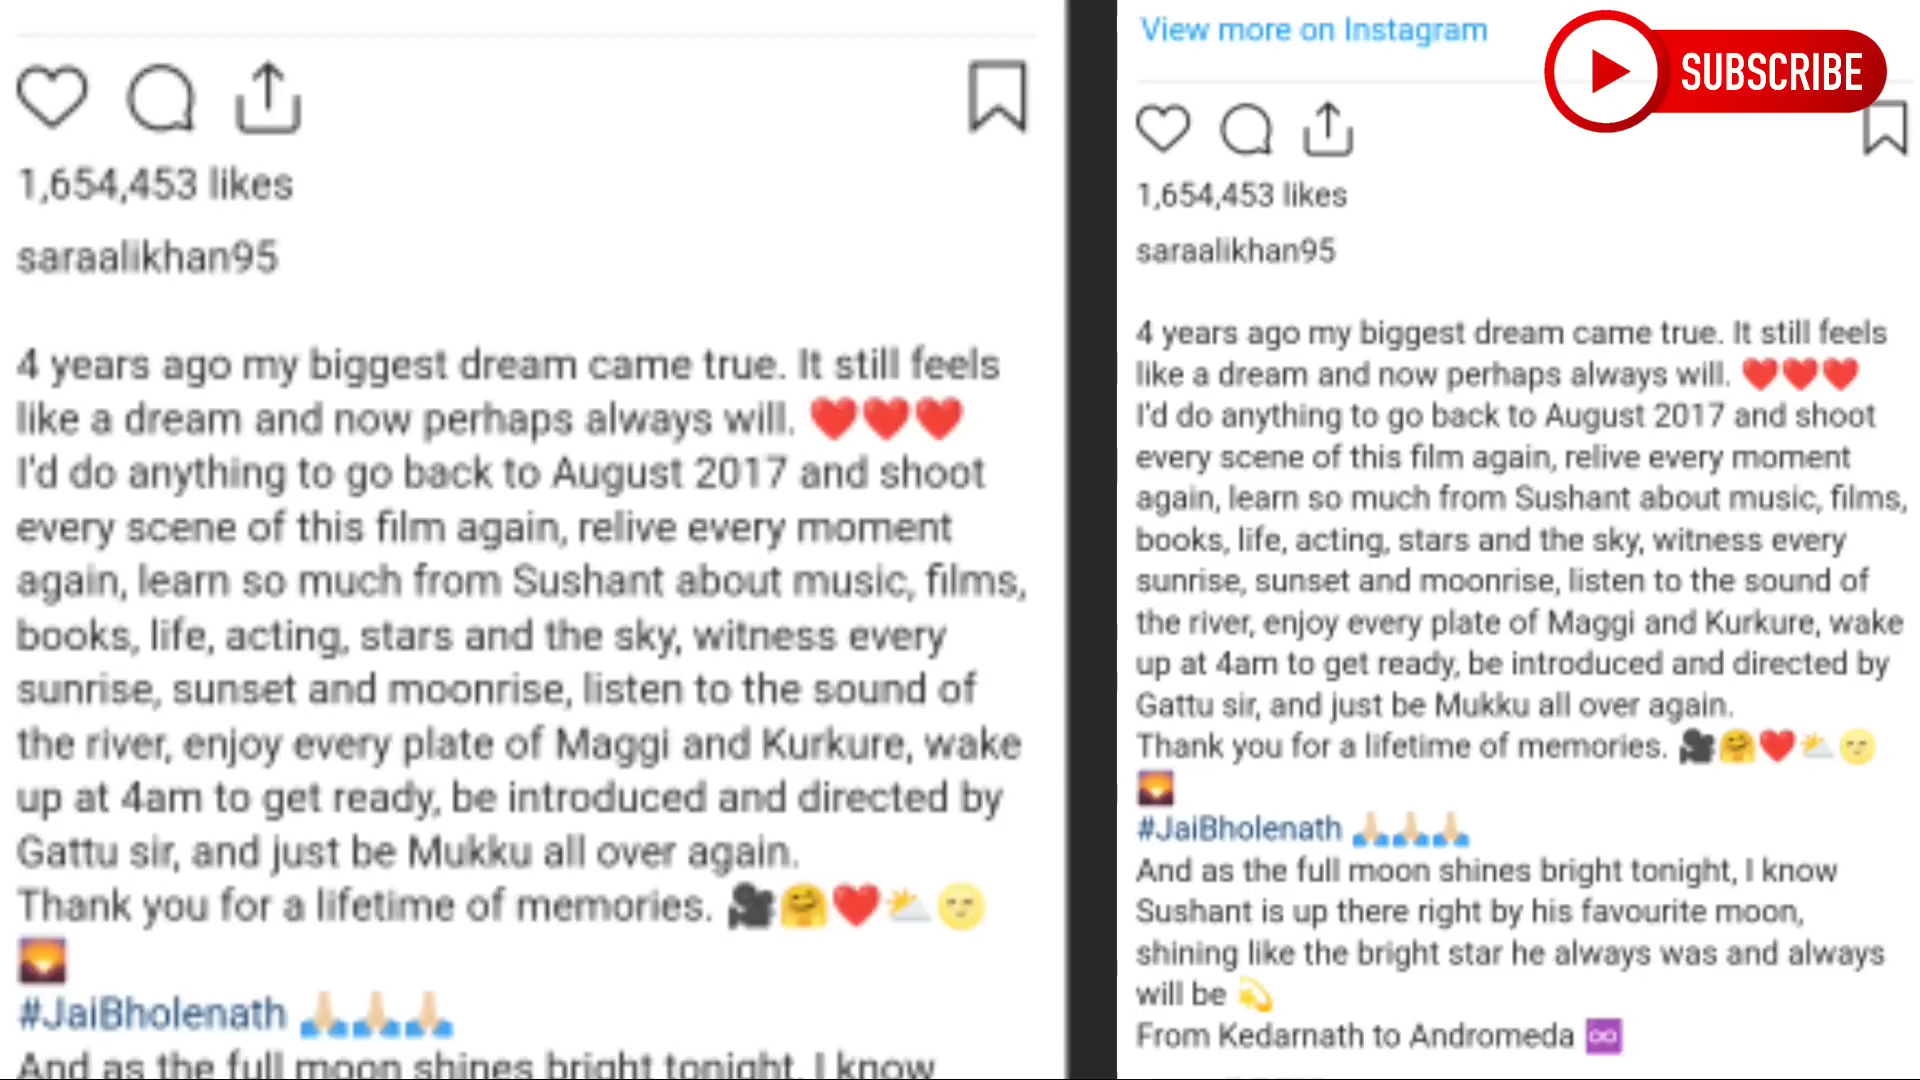 1,654,453 likes
saraalikhan95
4 years ago my biggest dream came true. It still feels
like a dream and now perhaps always will. ❤️❤️❤️
I'd do anything to go back to August 2017 and shoot
every scene of this film again, relive every moment
again, learn so much from Sushant about music, films,
books, life, acting, stars and the sky, witness every
sunrise, sunset and moonrise, listen to the sound of
the river, enjoy every plate of Maggi and Kurkure, wake
up at 4am to get ready, be introduced and directed by
Gattu sir, and just be Mukku all over again.
Thank you for a lifetime of memories. 🎥🤗❤️⛅🌝
🌄
#JaiBholenath 🙏🏻🙏🏻🙏🏻
And as the full moon shines bright tonight, I know
View more on Instagram
SUBSCRIBE
1,654,453 likes
saraalikhan95
4 years ago my biggest dream came true. It still feels
like a dream and now perhaps always will. ❤️❤️❤️
I'd do anything to go back to August 2017 and shoot
every scene of this film again, relive every moment
again, learn so much from Sushant about music, films,
books, life, acting, stars and the sky, witness every
sunrise, sunset and moonrise, listen to the sound of
the river, enjoy every plate of Maggi and Kurkure, wake
up at 4am to get ready, be introduced and directed by
Gattu sir, and just be Mukku all over again.
Thank you for a lifetime of memories. 🎥🤗❤️⛅🌝
🌄
#JaiBholenath 🙏🏻🙏🏻🙏🏻
And as the full moon shines bright tonight, I know
Sushant is up there right by his favourite moon,
shining like the bright star he always was and always
will be 💫
From Kedarnath to Andromeda ♾️